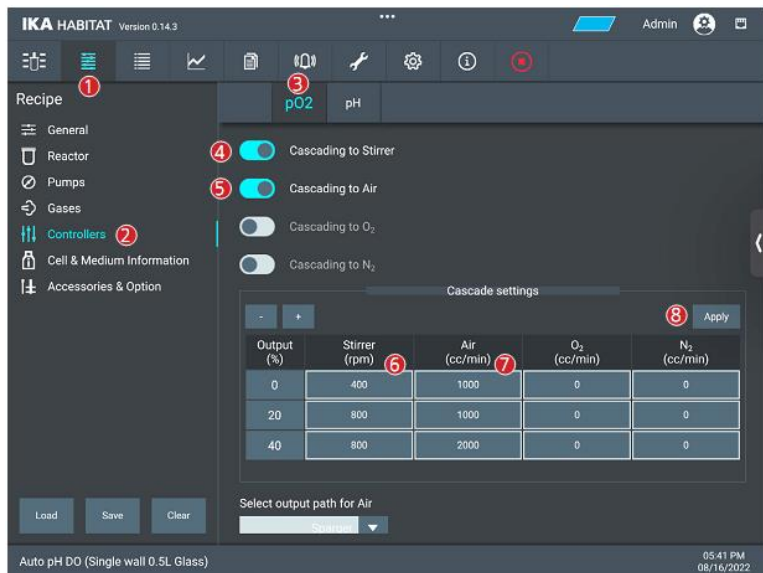 IKA HABITAT Version 0.14.3
Admin
1
3
Recipe
pO2 pH
General
4 Cascading to Stirrer
Reactor
Pumps
5 Cascading to Air
Gases
Cascading to O₂
Controllers 2
Cell & Medium Information
Cascading to N₂
Accessories & Option
Cascade settings
- + 8 Apply
Output (%) Stirrer (rpm) 6 Air (cc/min) 7 O₂ (cc/min) N₂ (cc/min)
0 400 1000 0 0
20 800 1000 0 0
40 800 2000 0 0
Select output path for Air
Load Save Clear
Sparger
Auto pH DO (Single wall 0.5L Glass)
05:41 PM
08/16/2022